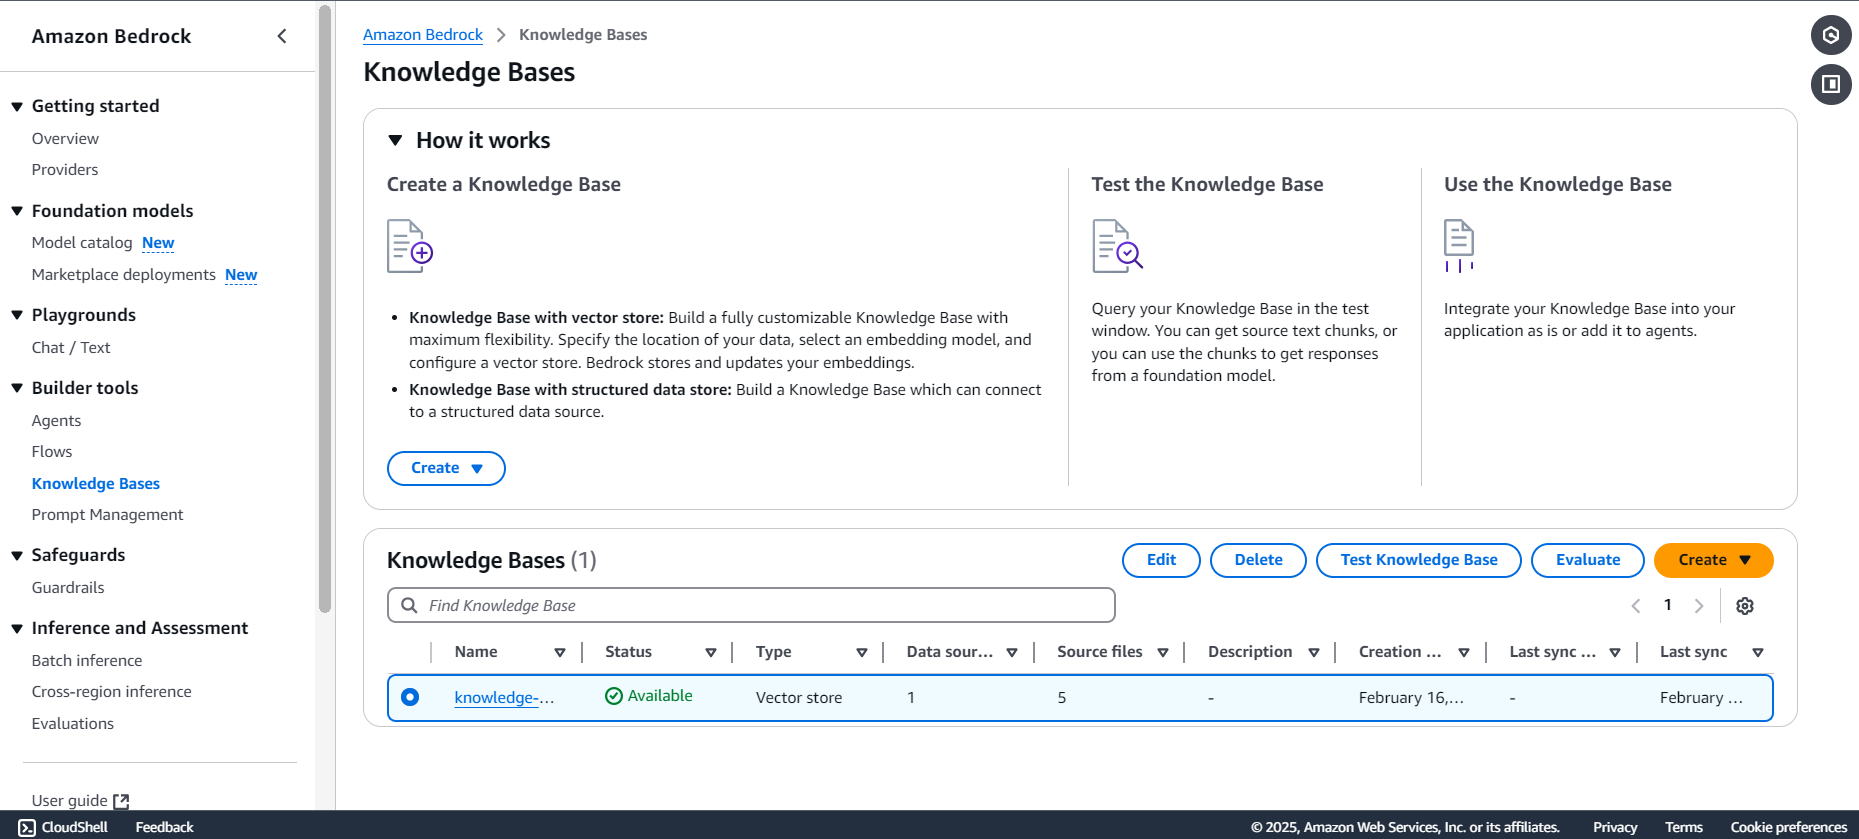 Amazon Bedrock
Getting started
Overview
Providers
Foundation models
Model catalog New
Marketplace deployments New
Playgrounds
Chat / Text
Builder tools
Agents
Flows
Knowledge Bases
Prompt Management
Safeguards
Guardrails
Inference and Assessment
Batch inference
Cross-region inference
Evaluations
User guide
Amazon Bedrock > Knowledge Bases
Knowledge Bases
How it works
Create a Knowledge Base
• Knowledge Base with vector store: Build a fully customizable Knowledge Base with
maximum flexibility. Specify the location of your data, select an embedding model, and
configure a vector store. Bedrock stores and updates your embeddings.
• Knowledge Base with structured data store: Build a Knowledge Base which can connect
to a structured data source.
Create
Test the Knowledge Base
Query your Knowledge Base in the test
window. You can get source text chunks, or
you can use the chunks to get responses
from a foundation model.
Use the Knowledge Base
Integrate your Knowledge Base into your
application as is or add it to agents.
Knowledge Bases (1)
Edit Delete Test Knowledge Base Evaluate Create
Find Knowledge Base
1
Name Status Type Data sour... Source files Description Creation ... Last sync ... Last sync
knowledge-... Available Vector store 1 5 - February 16,... - February ...
CloudShell Feedback © 2025, Amazon Web Services, Inc. or its affiliates. Privacy Terms Cookie preferences